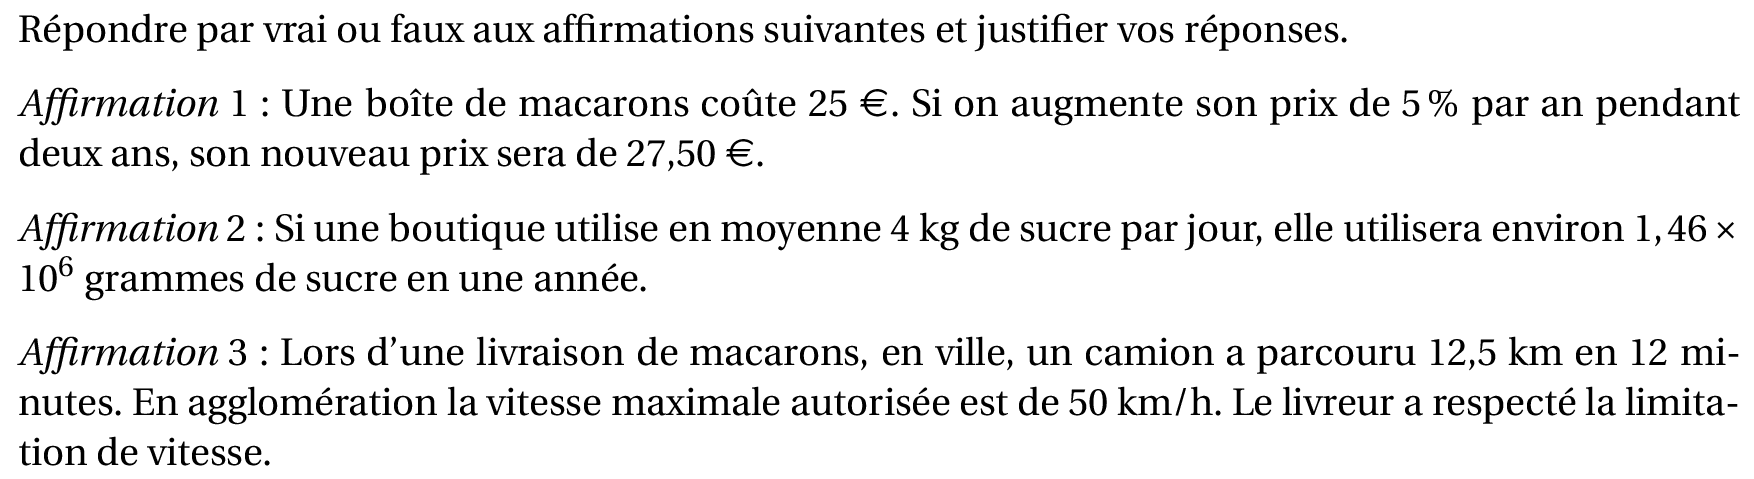 Répondre par vrai ou faux aux affirmations suivantes et justifier vos réponses.
Affirmation 1 : Une boîte de macarons coûte 25 €. Si on augmente son prix de 5 % par an pendant
deux ans, son nouveau prix sera de 27,50 €.
Affirmation 2 : Si une boutique utilise en moyenne 4 kg de sucre par jour, elle utilisera environ 1,46 ×
10⁶ grammes de sucre en une année.
Affirmation 3 : Lors d’une livraison de macarons, en ville, un camion a parcouru 12,5 km en 12 mi-
nutes. En agglomération la vitesse maximale autorisée est de 50 km/h. Le livreur a respecté la limita-
tion de vitesse.